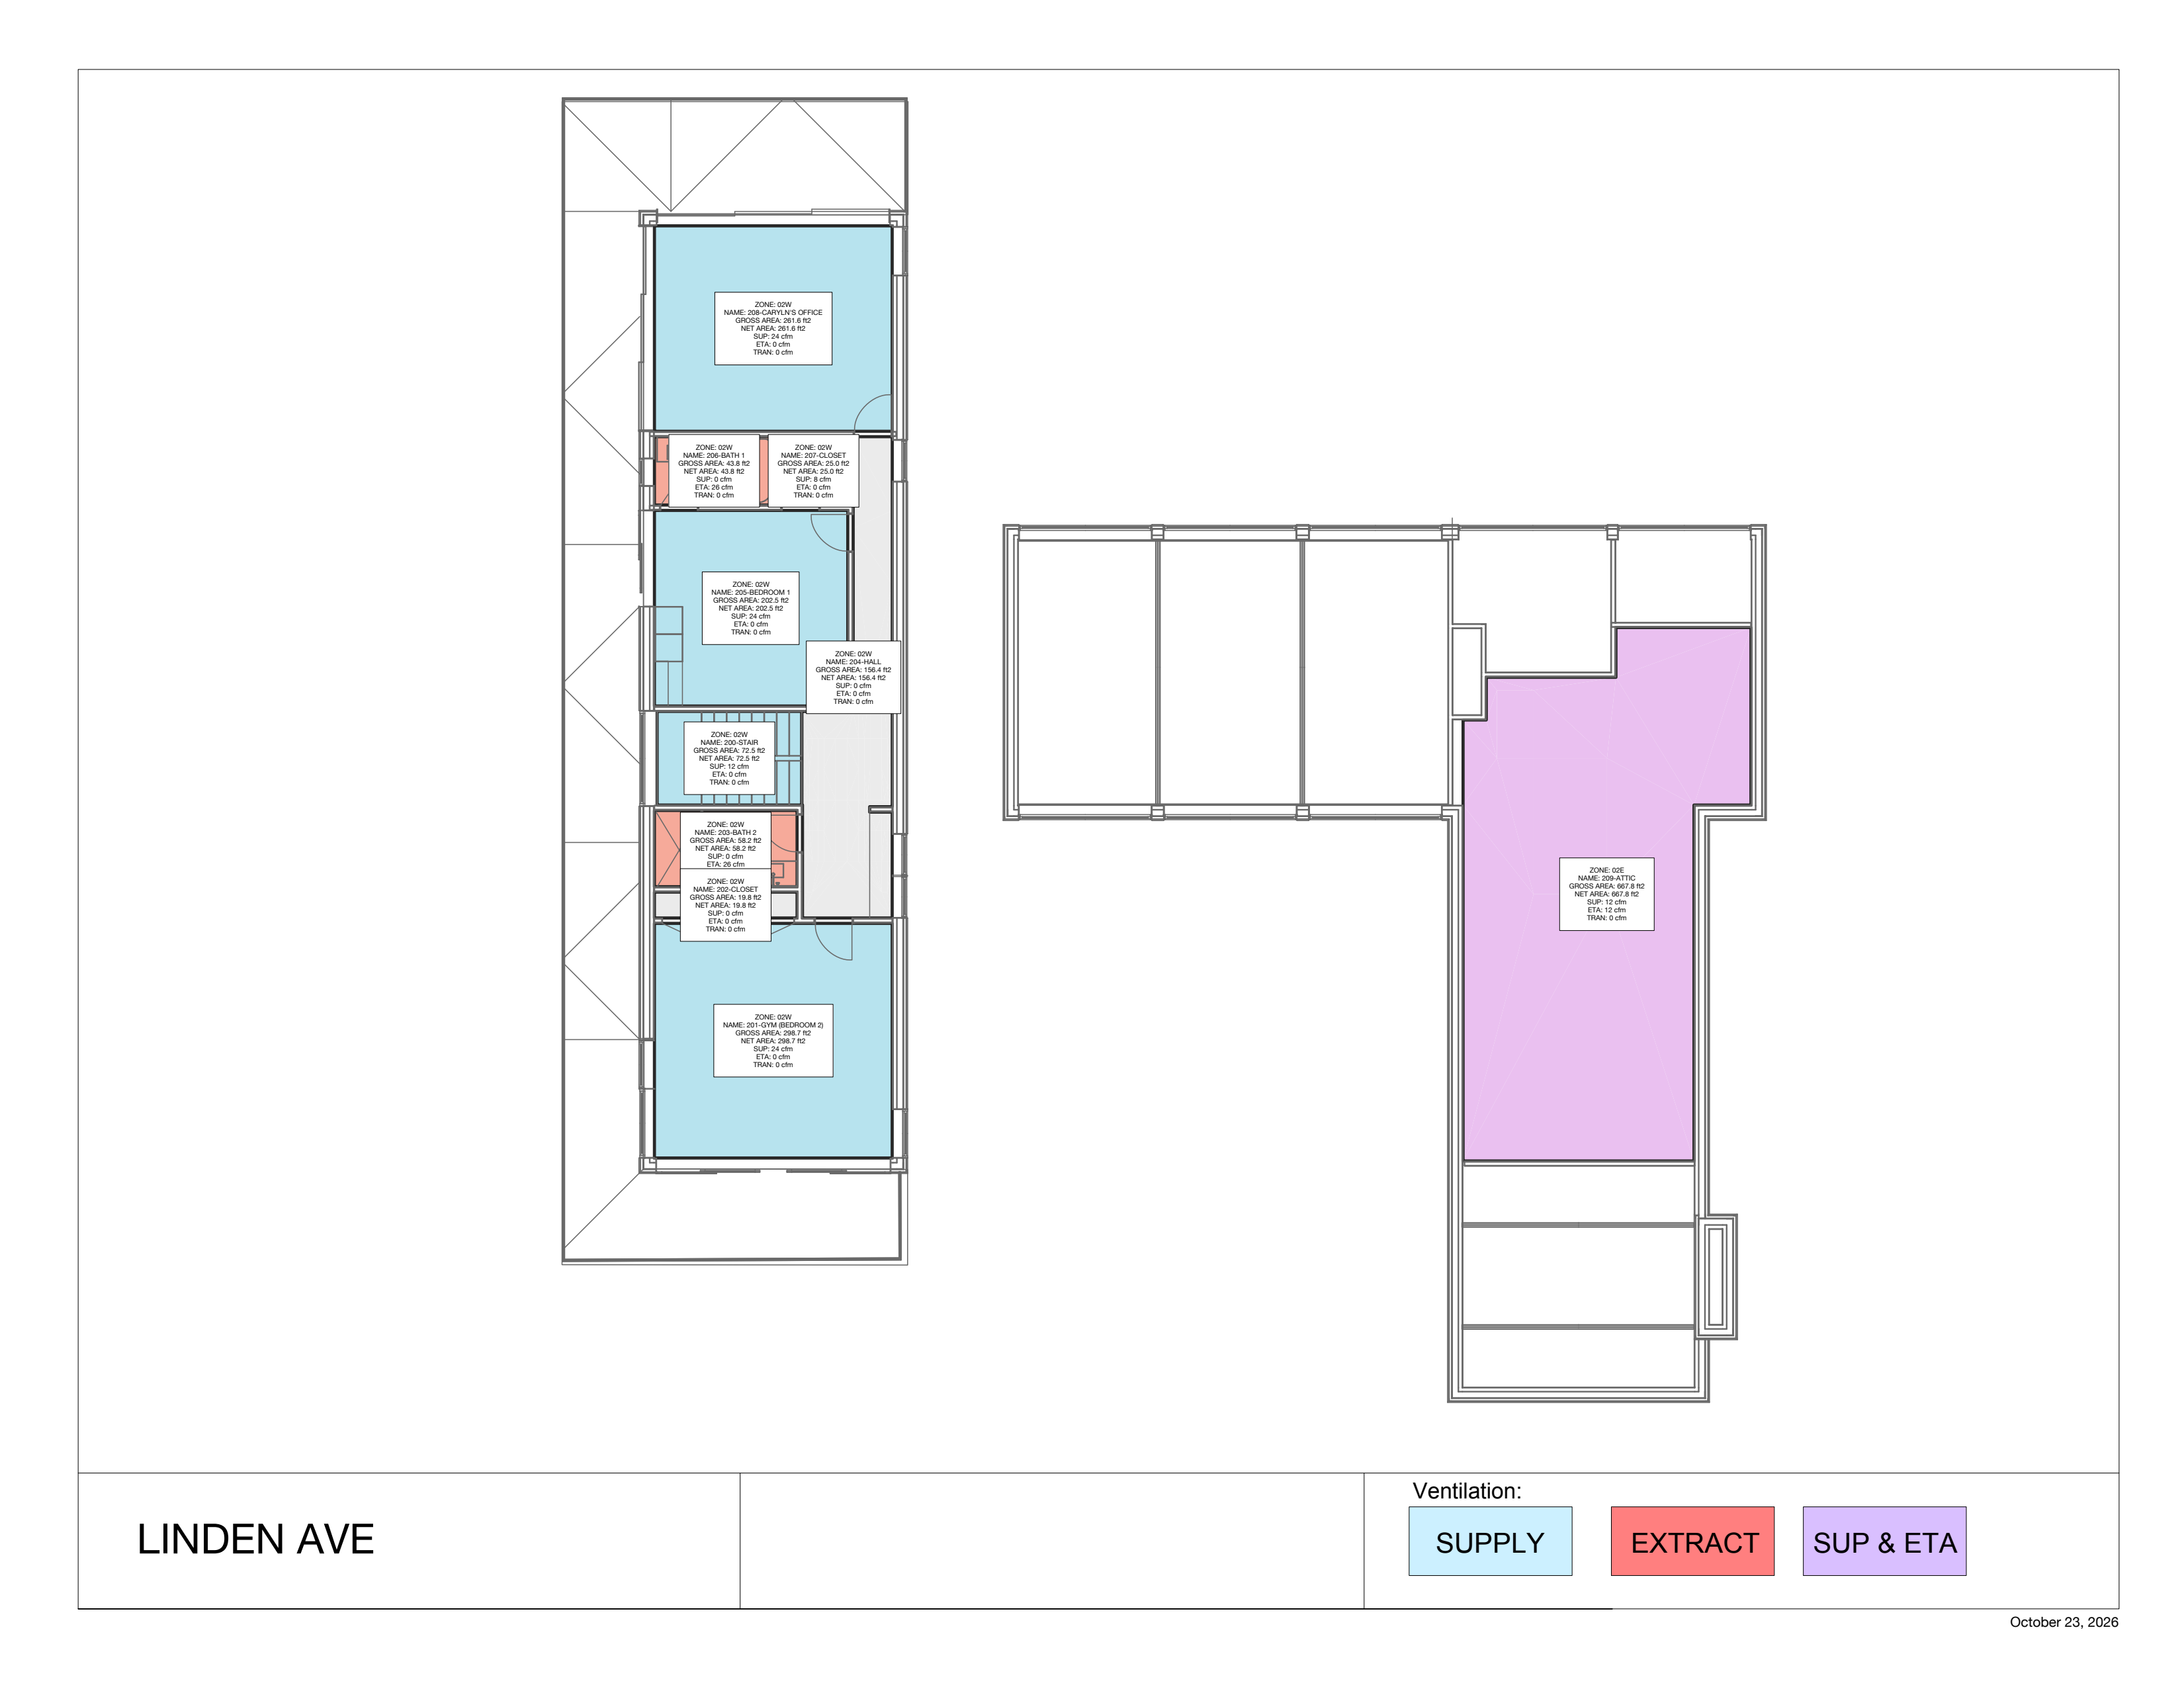 ZONE: 02W
NAME: 208-CARYLN'S OFFICE
GROSS AREA: 261.6 ft2
NET AREA: 261.6 ft2
SUP: 24 cfm
ETA: 0 cfm
TRAN: 0 cfm
ZONE: 02W
NAME: 206-BATH 1
GROSS AREA: 43.8 ft2
NET AREA: 43.8 ft2
SUP: 0 cfm
ETA: 26 cfm
TRAN: 0 cfm
ZONE: 02W
NAME: 207-CLOSET
GROSS AREA: 25.0 ft2
NET AREA: 25.0 ft2
SUP: 8 cfm
ETA: 0 cfm
TRAN: 0 cfm
ZONE: 02W
NAME: 205-BEDROOM 1
GROSS AREA: 202.5 ft2
NET AREA: 202.5 ft2
SUP: 24 cfm
ETA: 0 cfm
TRAN: 0 cfm
ZONE: 02W
NAME: 204-HALL
GROSS AREA: 156.4 ft2
NET AREA: 156.4 ft2
SUP: 0 cfm
ETA: 0 cfm
TRAN: 0 cfm
ZONE: 02W
NAME: 200-STAIR
GROSS AREA: 72.5 ft2
NET AREA: 72.5 ft2
SUP: 12 cfm
ETA: 0 cfm
TRAN: 0 cfm
ZONE: 02W
NAME: 203-BATH 2
GROSS AREA: 58.2 ft2
NET AREA: 58.2 ft2
SUP: 0 cfm
ETA: 26 cfm
ZONE: 02W
NAME: 202-CLOSET
GROSS AREA: 19.8 ft2
NET AREA: 19.8 ft2
SUP: 0 cfm
ETA: 0 cfm
TRAN: 0 cfm
ZONE: 02W
NAME: 201-GYM (BEDROOM 2)
GROSS AREA: 298.7 ft2
NET AREA: 298.7 ft2
SUP: 24 cfm
ETA: 0 cfm
TRAN: 0 cfm
ZONE: 02E
NAME: 209-ATTIC
GROSS AREA: 667.8 ft2
NET AREA: 667.8 ft2
SUP: 12 cfm
ETA: 12 cfm
TRAN: 0 cfm
LINDEN AVE
Ventilation:
SUPPLY
EXTRACT
SUP & ETA
October 23, 2026